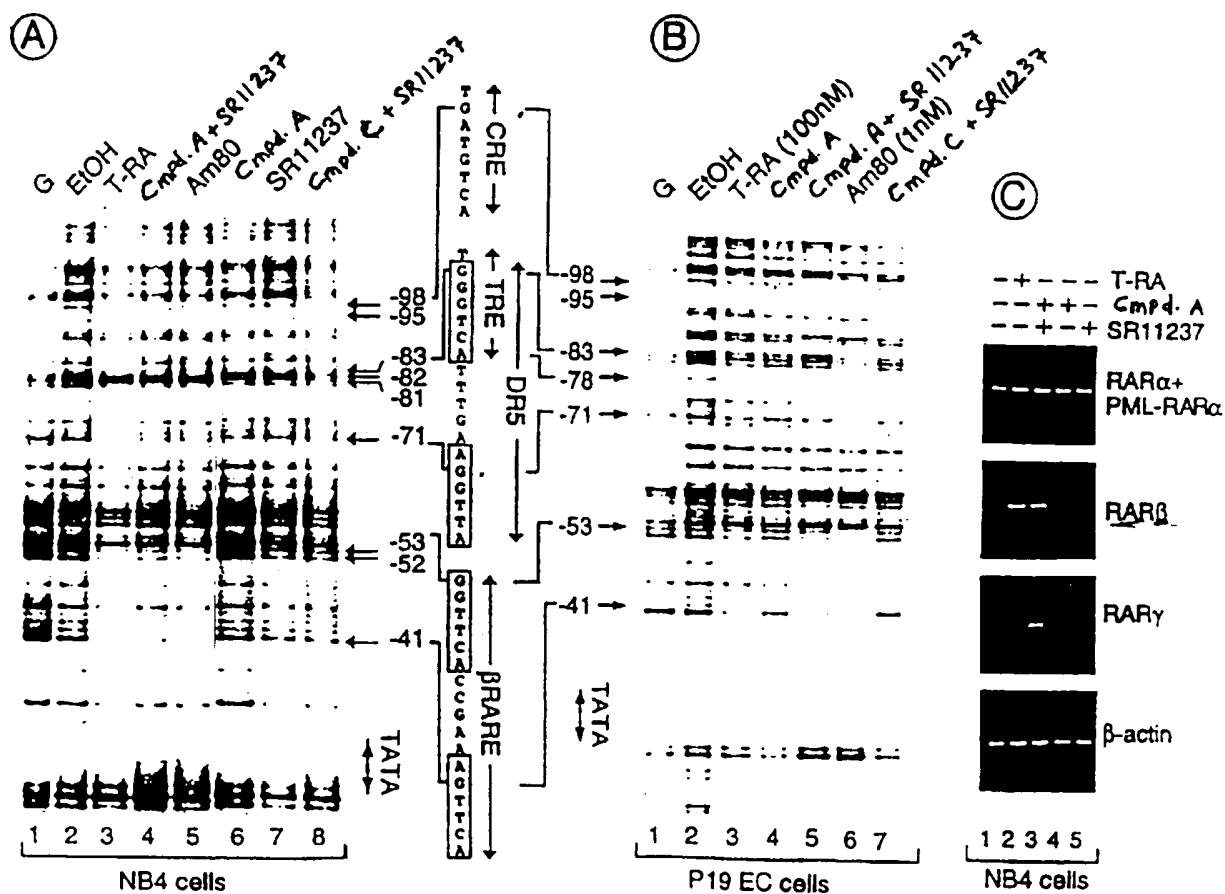 A
G
EtOH
T-RA
Cmpd. A + SR11237
Am80
Cmpd. A
SR11237
Cmpd. C + SR11237
-98
-95
-83
-82
-81
-71
-53
-52
-41
TATA
1 2 3 4 5 6 7 8
NB4 cells
TGATGTCA
CRE
TGGGTCATTTGAAGGTTA
TRE
DR5
GGTTCACCGAAAGTTCA
βRARE
B
G
EtOH
T-RA (100nM)
Cmpd. A
Cmpd. A + SR11237
Am80 (1nM)
Cmpd. C + SR11237
-98
-95
-83
-78
-71
-53
-41
TATA
1 2 3 4 5 6 7
P19 EC cells
C
– + – – – T-RA
– – + + – Cmpd. A
– – + – + SR11237
RARα+
PML-RARα
RARβ
RARγ
β-actin
1 2 3 4 5
NB4 cells